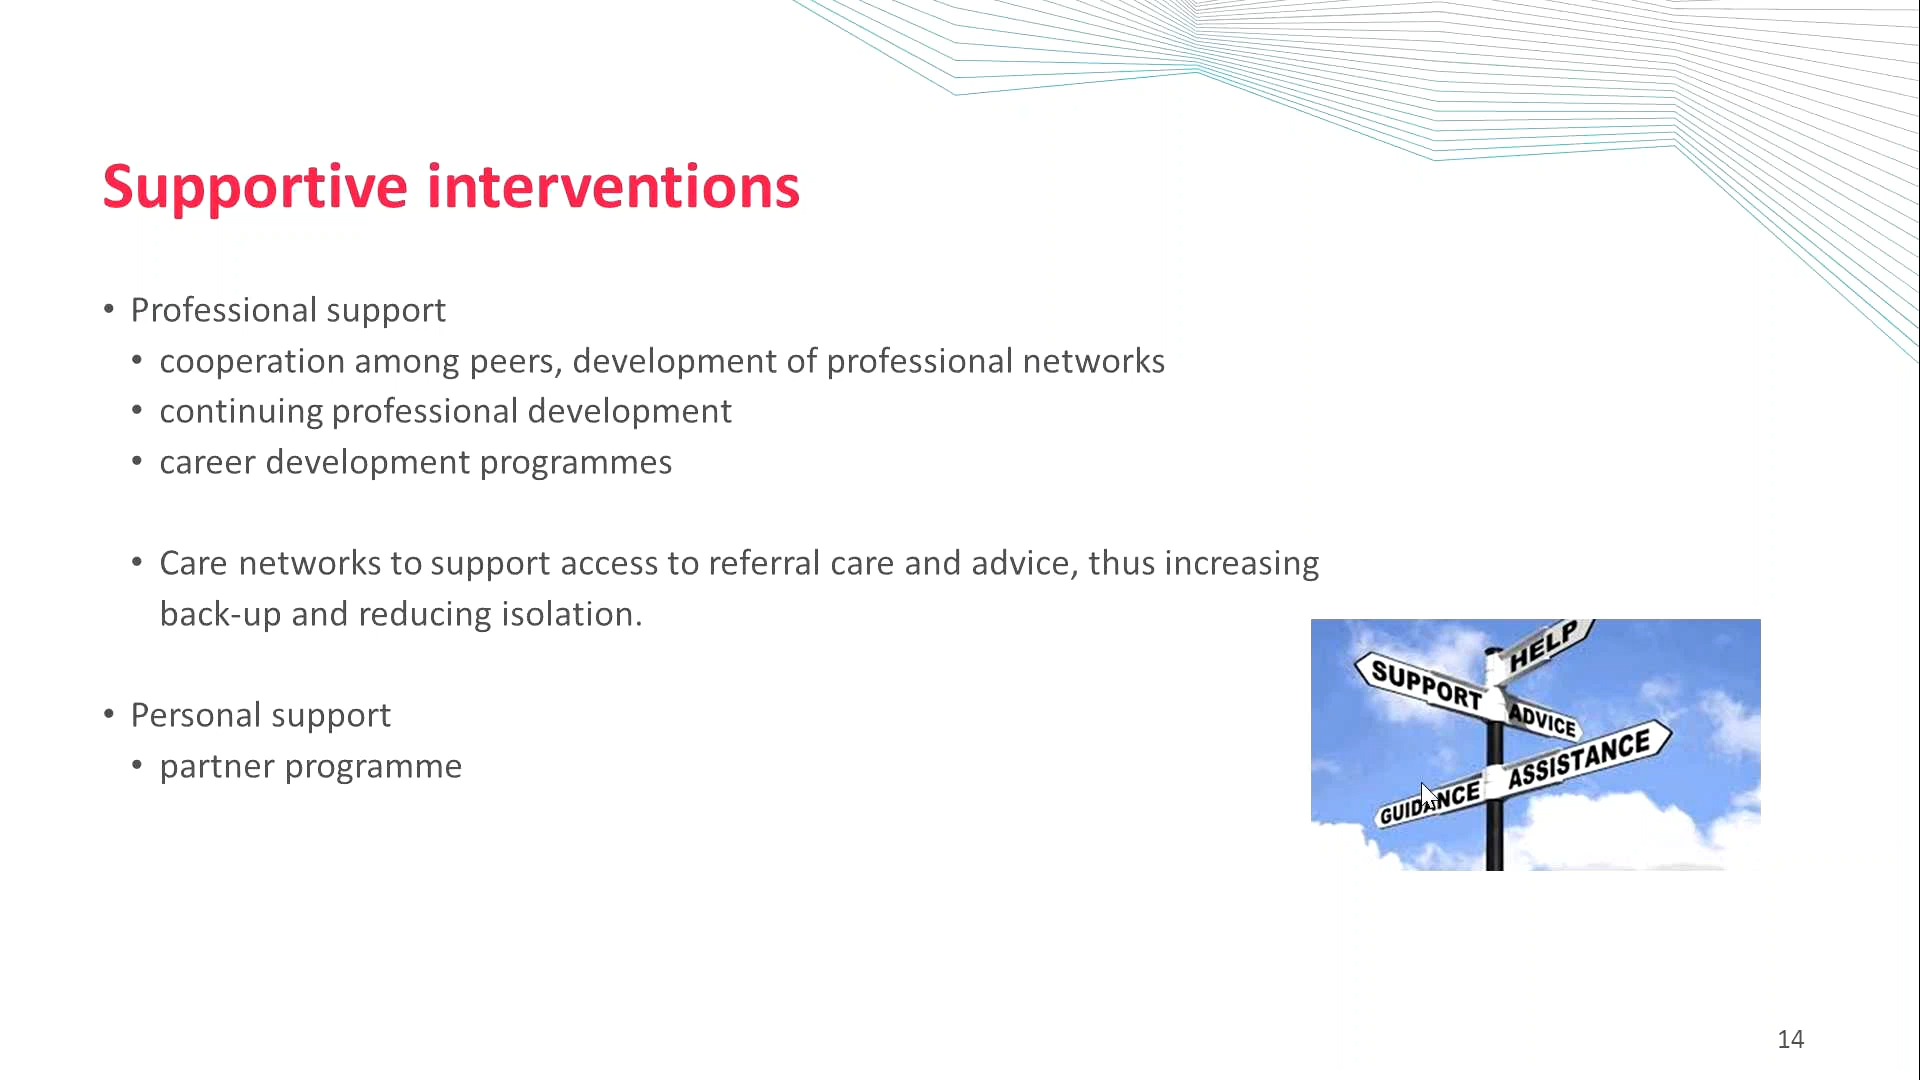 Supportive interventions
• Professional support
• cooperation among peers, development of professional networks
• continuing professional development
• career development programmes
• Care networks to support access to referral care and advice, thus increasing
back-up and reducing isolation.
• Personal support
• partner programme
HELP
SUPPORT
ADVICE
ASSISTANCE
GUIDANCE
14